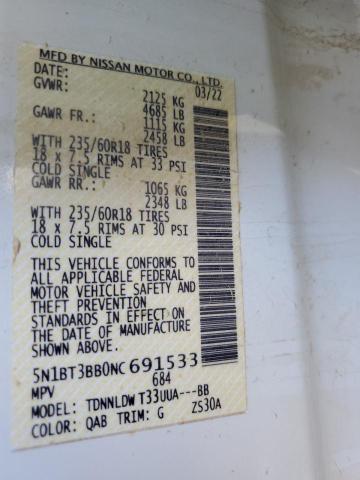 MFD BY NISSAN MOTOR CO., LTD.
DATE: 03/22
GVWR: 2125 KG
4685 LB
GAWR FR.: 1115 KG
2458 LB
WITH 235/60R18 TIRES
18 x 7.5 RIMS AT 33 PSI
COLD SINGLE
GAWR RR.: 1065 KG
2348 LB
WITH 235/60R18 TIRES
18 x 7.5 RIMS AT 30 PSI
COLD SINGLE
THIS VEHICLE CONFORMS TO
ALL APPLICABLE FEDERAL
MOTOR VEHICLE SAFETY AND
THEFT PREVENTION
STANDARDS IN EFFECT ON
THE DATE OF MANUFACTURE
SHOWN ABOVE.
5N1BT3BB0NC691533
MPV 684
MODEL: TDNNLDW T33UUA---BB
COLOR: QAB TRIM: G ZS30A